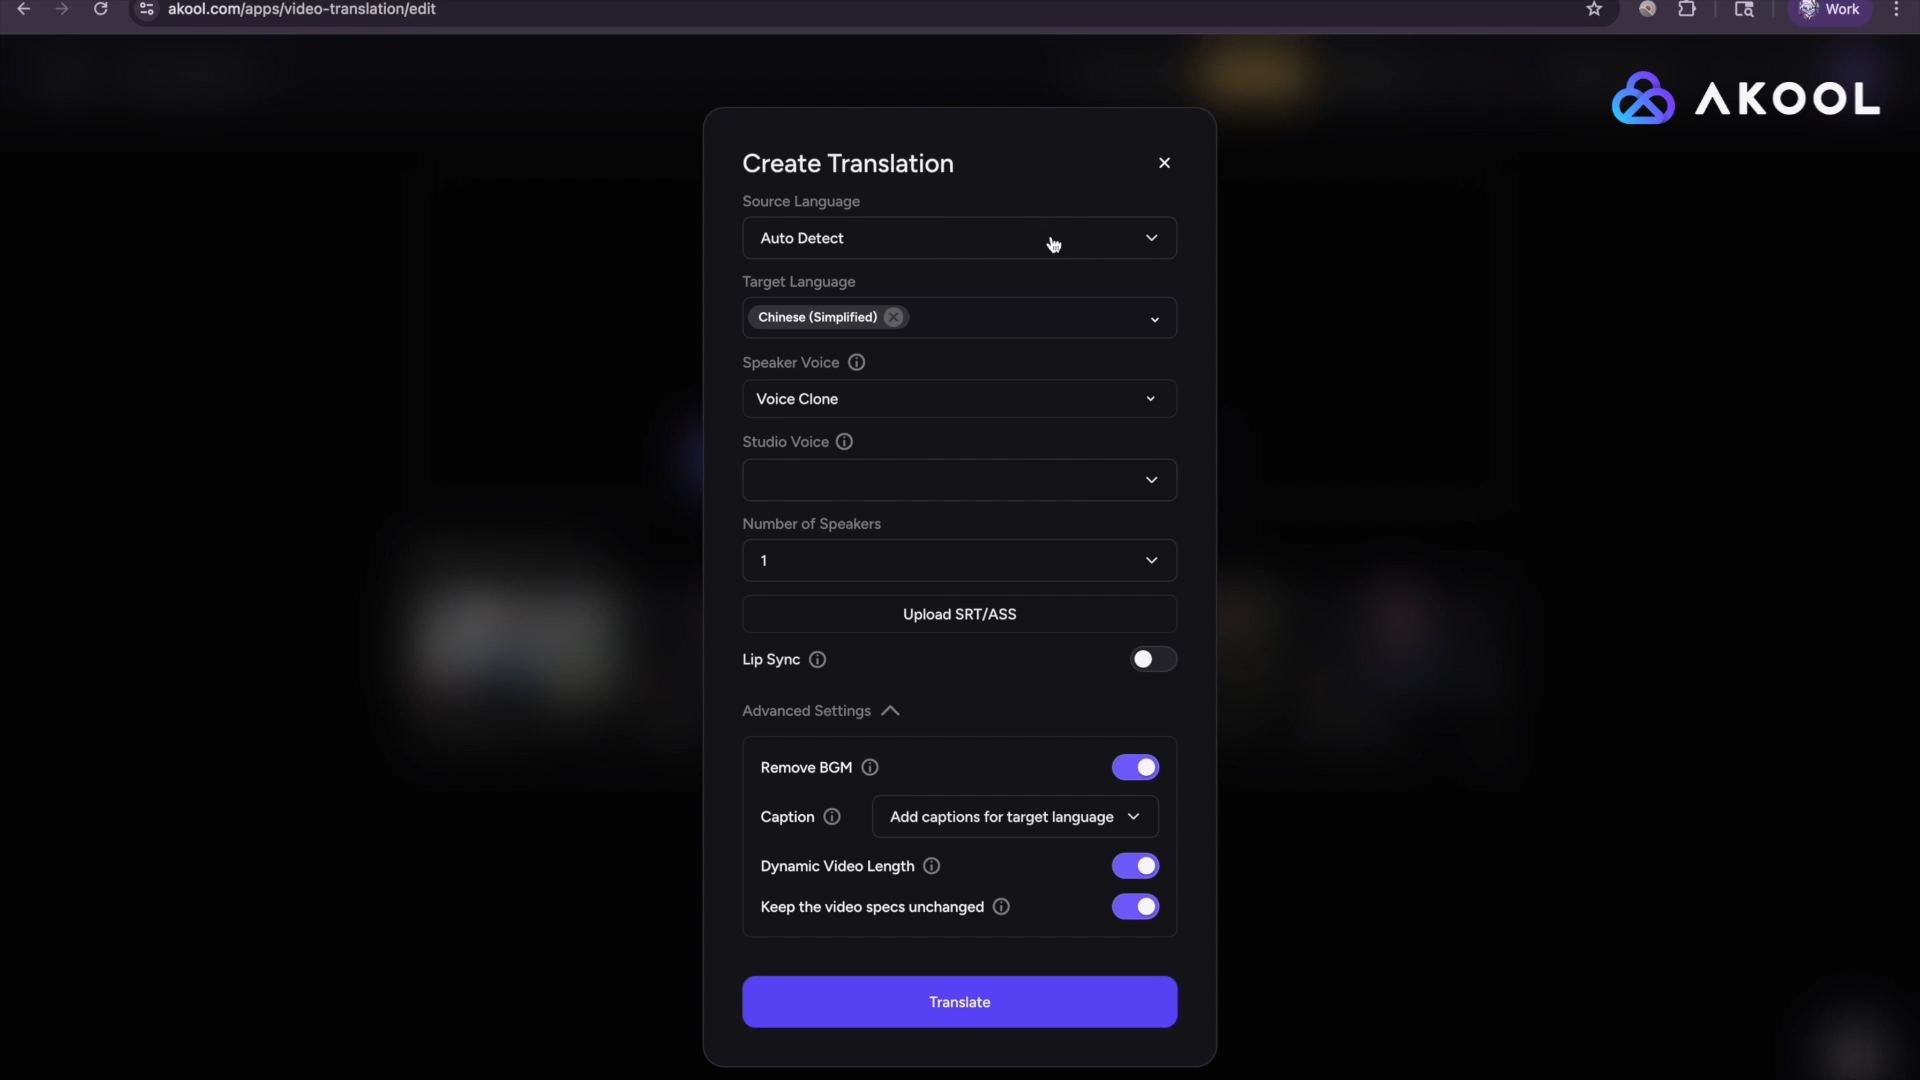 akool.com/apps/video-translation/edit
Work
AKOOL
Create Translation
Source Language
Auto Detect
Target Language
Chinese (Simplified)
Speaker Voice
Voice Clone
Studio Voice
Number of Speakers
1
Upload SRT/ASS
Lip Sync
Advanced Settings
Remove BGM
Caption
Add captions for target language
Dynamic Video Length
Keep the video specs unchanged
Translate